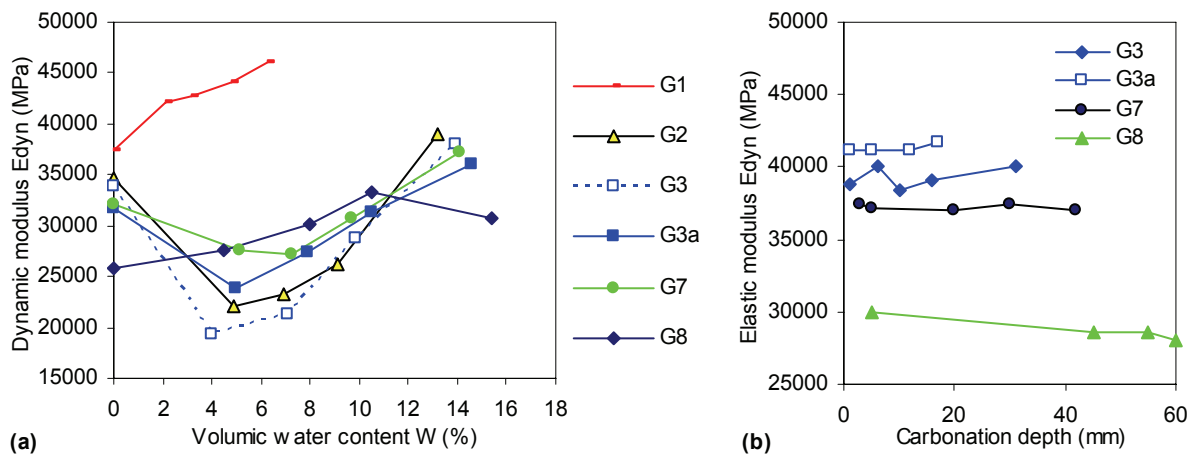 50000
45000
40000
35000
30000
25000
20000
15000
Dynamic modulus Edyn (MPa)
0 2 4 6 8 10 12 14 16 18
Volumic water content W (%)
(a)
G1
G2
G3
G3a
G7
G8
50000
45000
40000
35000
30000
25000
Elastic modulus Edyn (MPa)
0 20 40 60
Carbonation depth (mm)
(b)
G3
G3a
G7
G8